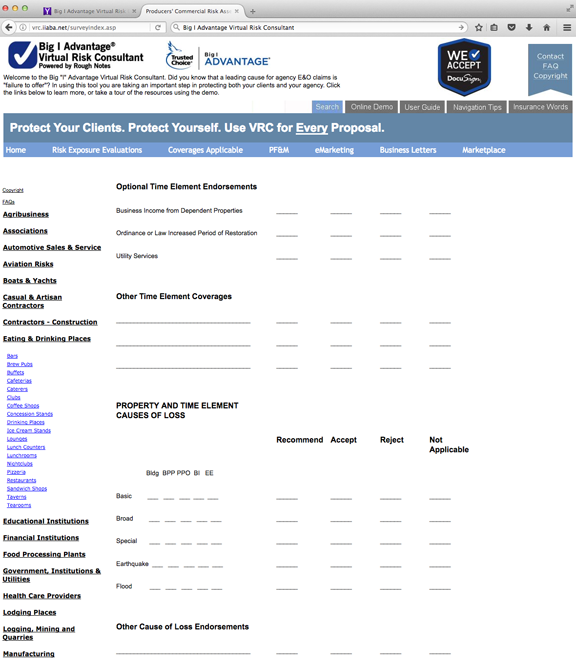 Big I Advantage Virtual Risk
Producers' Commercial Risk Ass
vrc.iiaba.net/surveyindex.asp
Big I Advantage Virtual Risk Consultant
Big I Advantage®
Virtual Risk Consultant
Powered by Rough Notes
Trusted Choice®
Big I
ADVANTAGE®
WE ACCEPT
DocuSign
Contact
FAQ
Copyright
Welcome to the Big "I" Advantage Virtual Risk Consultant. Did you know that a leading cause for agency E&O claims is
"failure to offer"? In using this tool you are taking an important step in protecting both your clients and your agency. Click
the links below to learn more, or take a tour of the resources using the demo.
Search Online Demo User Guide Navigation Tips Insurance Words
Protect Your Clients. Protect Yourself. Use VRC for Every Proposal.
Home Risk Exposure Evaluations Coverages Applicable PF&M eMarketing Business Letters Marketplace
Copyright
FAQs
Agribusiness
Associations
Automotive Sales & Service
Aviation Risks
Boats & Yachts
Casual & Artisan
Contractors
Contractors - Construction
Eating & Drinking Places
Bars
Brew Pubs
Buffets
Cafeterias
Caterers
Clubs
Coffee Shops
Concession Stands
Drinking Places
Ice Cream Stands
Lounges
Lunch Counters
Lunchrooms
Nightclubs
Pizzeria
Restaurants
Sandwich Shops
Taverns
Tearooms
Educational Institutions
Financial Institutions
Food Processing Plants
Government, Institutions &
Utilities
Health Care Providers
Lodging Places
Logging, Mining and
Quarries
Manufacturing
Optional Time Element Endorsements
Business Income from Dependent Properties
Ordinance or Law Increased Period of Restoration
Utility Services
Other Time Element Coverages
PROPERTY AND TIME ELEMENT
CAUSES OF LOSS
Recommend Accept Reject Not
Applicable
Bldg BPP PPO BI EE
Basic
Broad
Special
Earthquake
Flood
Other Cause of Loss Endorsements